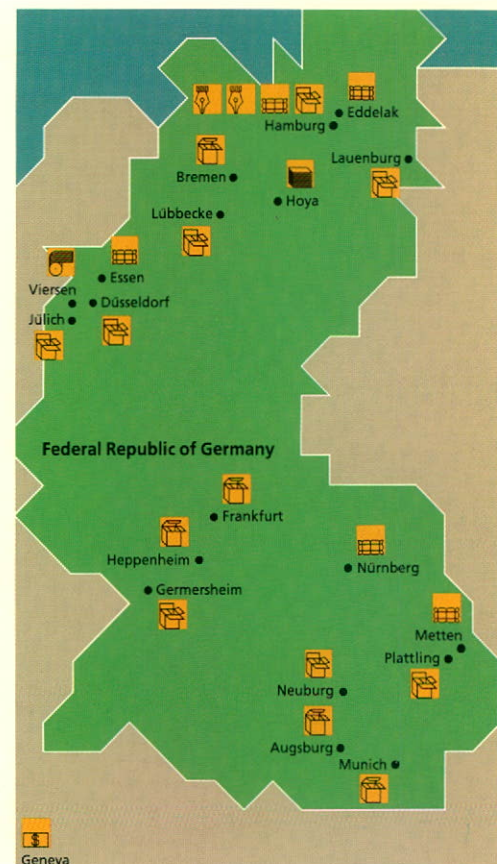 Eddelak
Hamburg
Lauenburg
Bremen
Hoya
Lübbecke
Essen
Viersen
Düsseldorf
Jülich
Federal Republic of Germany
Frankfurt
Heppenheim
Nürnberg
Germersheim
Metten
Plattling
Neuburg
Augsburg
Munich
$
Geneva